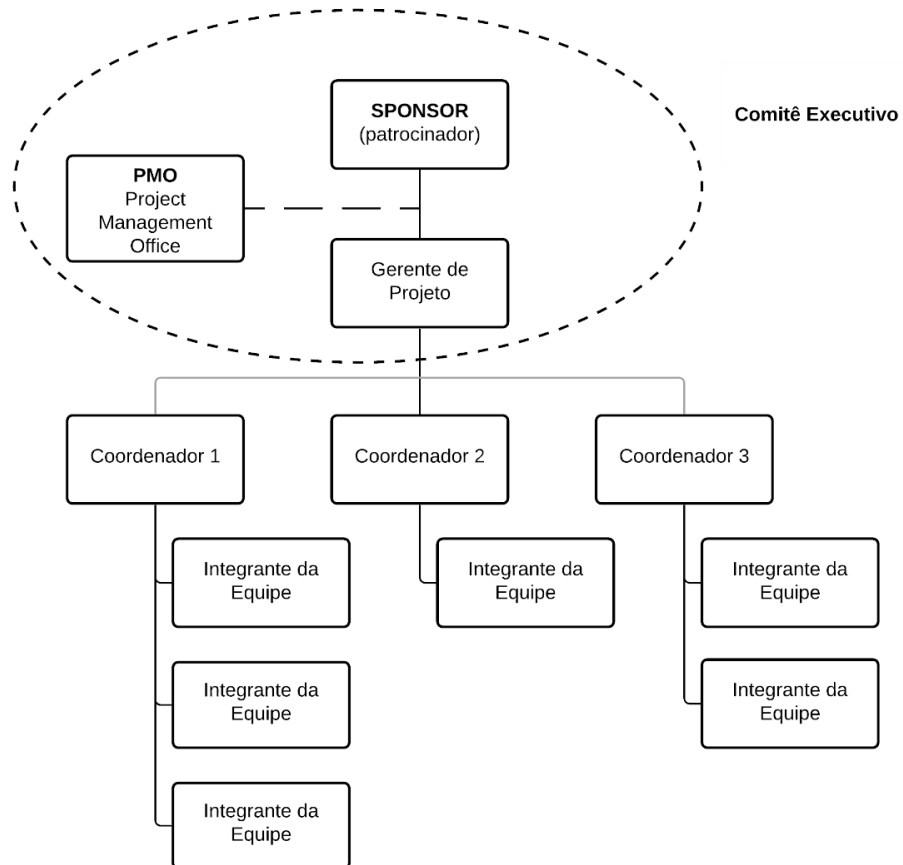 SPONSOR
(patrocinador)
Comitê Executivo
PMO
Project
Management
Office
Gerente de
Projeto
Coordenador 1
Coordenador 2
Coordenador 3
Integrante da
Equipe
Integrante da
Equipe
Integrante da
Equipe
Integrante da
Equipe
Integrante da
Equipe
Integrante da
Equipe